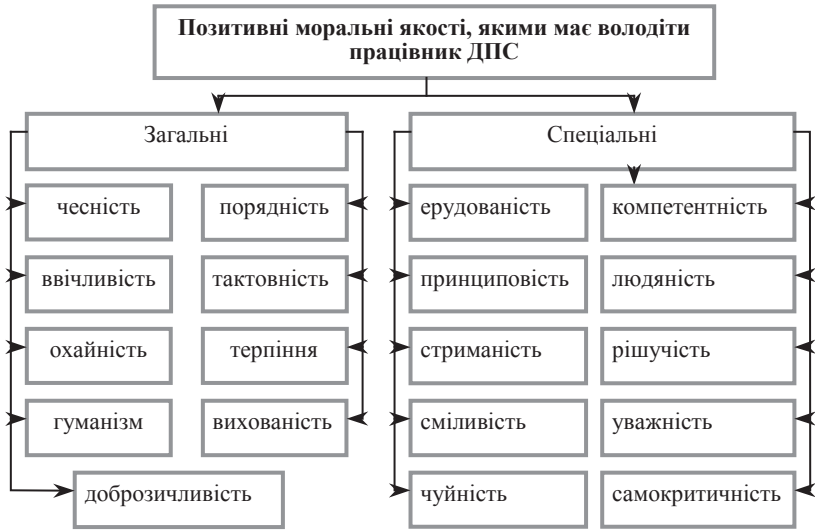 Позитивні моральні якості, якими має володіти
працівник ДПС
Загальні
Спеціальні
чесність
порядність
ввічливість
тактовність
охайність
терпіння
гуманізм
вихованість
доброзичливість
ерудованість
компетентність
принциповість
людяність
стриманість
рішучість
сміливість
уважність
чуйність
самокритичність